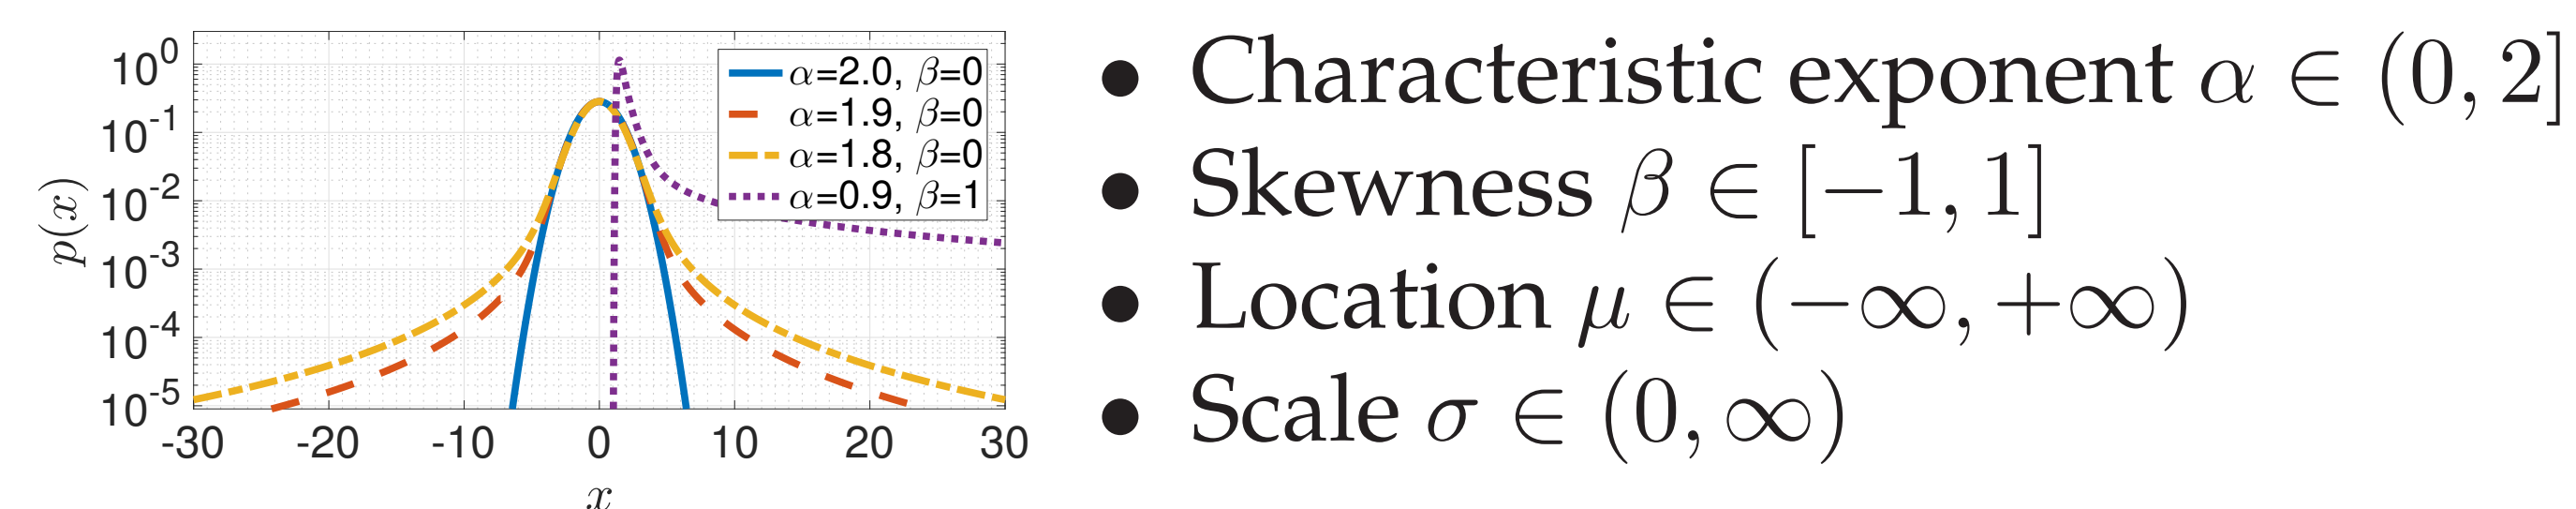 10^0
10^-1
10^-2
10^-3
10^-4
10^-5
p(x)
-30 -20 -10 0 10 20 30
x
α=2.0, β=0
α=1.9, β=0
α=1.8, β=0
α=0.9, β=1
• Characteristic exponent α ∈ (0, 2]
• Skewness β ∈ [−1, 1]
• Location μ ∈ (−∞, +∞)
• Scale σ ∈ (0, ∞)